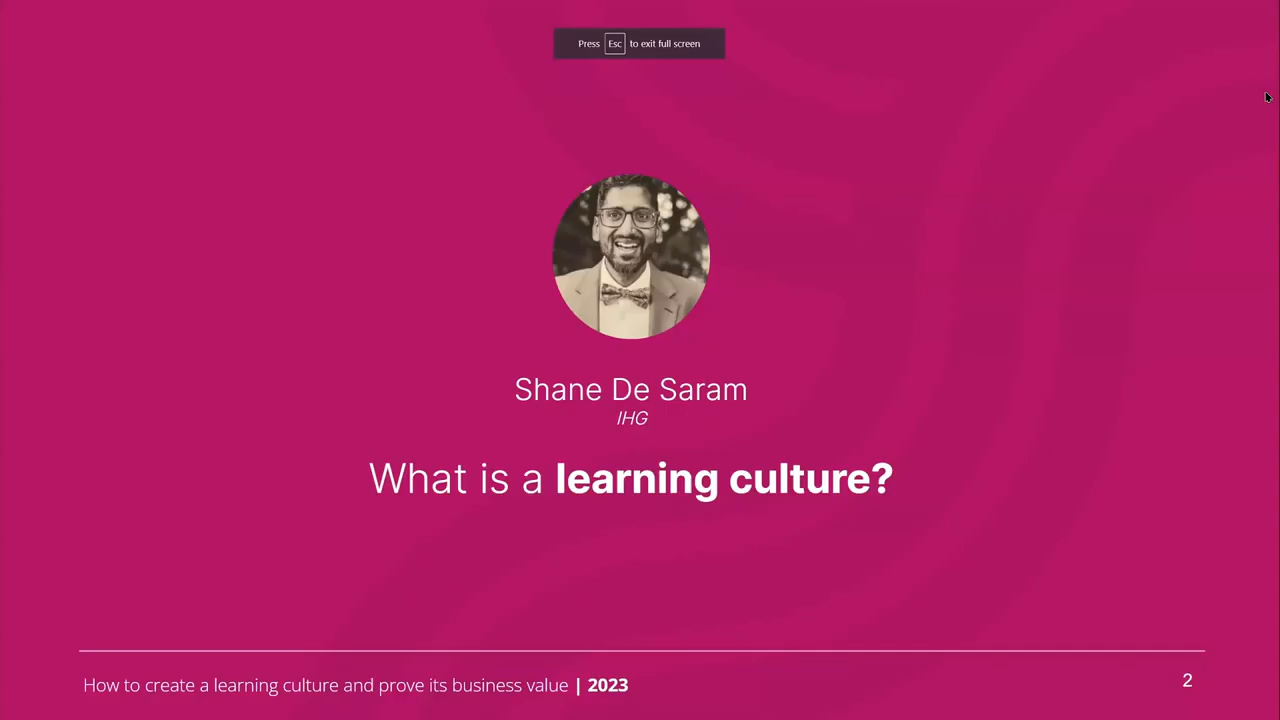 Press Esc to exit full screen
Shane De Saram
IHG
What is a learning culture?
How to create a learning culture and prove its business value | 2023
2